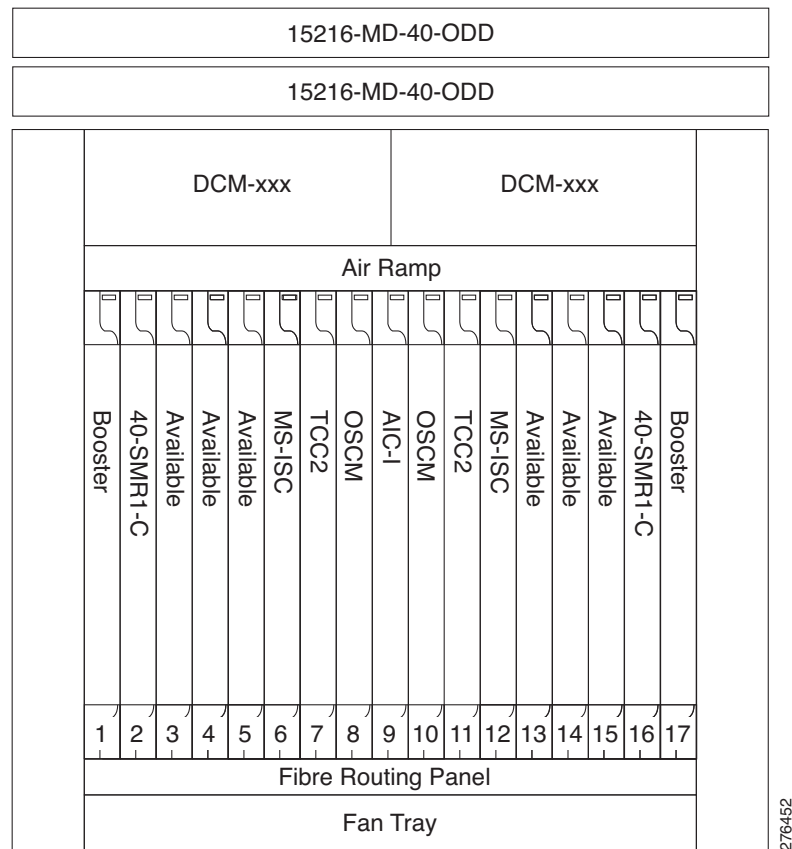 15216-MD-40-ODD
15216-MD-40-ODD
DCM-xxx
DCM-xxx
Air Ramp
Booster
40-SMR1-C
Available
Available
Available
MS-ISC
TCC2
OSCM
AIC-I
OSCM
TCC2
MS-ISC
Available
Available
Available
40-SMR1-C
Booster
1 2 3 4 5 6 7 8 9 10 11 12 13 14 15 16 17
Fibre Routing Panel
Fan Tray
276452